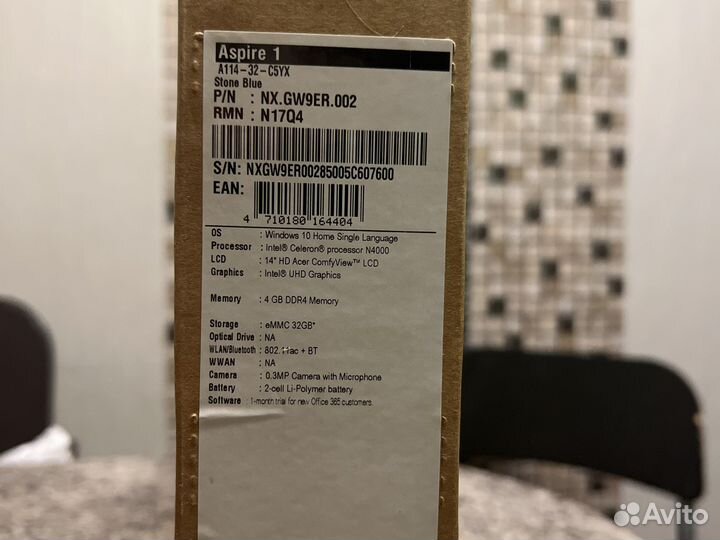 Aspire 1
A114-32-C5YX
Stone Blue
P/N : NX.GW9ER.002
RMN : N17Q4
S/N: NXGW9ER00285005C607600
EAN:
4 710180 164404
OS : Windows 10 Home Single Language
Processor : Intel® Celeron® processor N4000
LCD : 14" HD Acer ComfyView™ LCD
Graphics : Intel® UHD Graphics
Memory : 4 GB DDR4 Memory
Storage : eMMC 32GB*
Optical Drive : NA
WLAN/Bluetooth : 802.11ac + BT
WWAN : NA
Camera : 0.3MP Camera with Microphone
Battery : 2-cell Li-Polymer battery
Software : 1-month trial for new Office 365 customers.
Avito